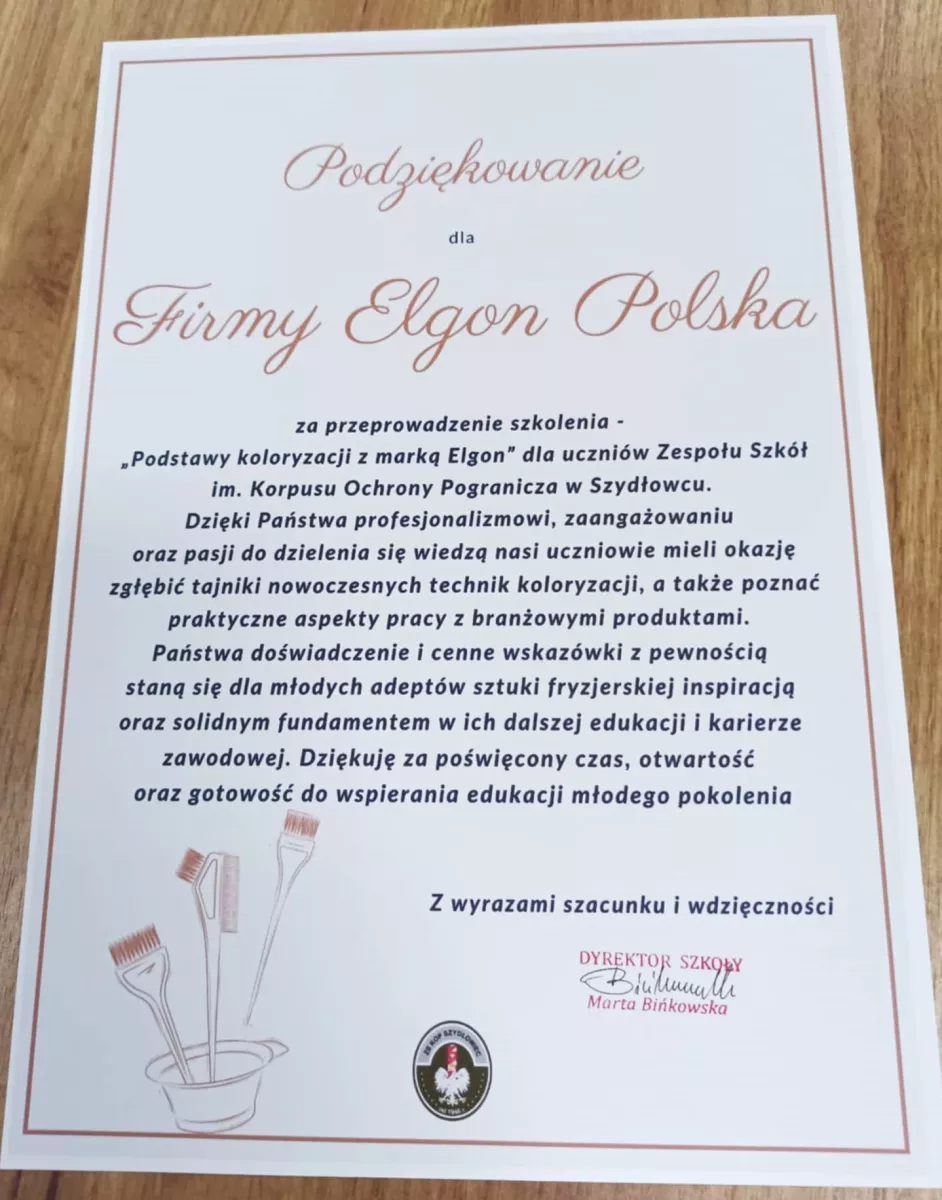 Podziękowanie
dla
Firmy Elgon Polska
za przeprowadzenie szkolenia -
„Podstawy koloryzacji z marką Elgon” dla uczniów Zespołu Szkół
im. Korpusu Ochrony Pogranicza w Szydłowcu.
Dzięki Państwa profesjonalizmowi, zaangażowaniu
oraz pasji do dzielenia się wiedzą nasi uczniowie mieli okazję
zgłębić tajniki nowoczesnych technik koloryzacji, a także poznać
praktyczne aspekty pracy z branżowymi produktami.
Państwa doświadczenie i cenne wskazówki z pewnością
staną się dla młodych adeptów sztuki fryzjerskiej inspiracją
oraz solidnym fundamentem w ich dalszej edukacji i karierze
zawodowej. Dziękuję za poświęcony czas, otwartość
oraz gotowość do wspierania edukacji młodego pokolenia
Z wyrazami szacunku i wdzięczności
DYREKTOR SZKOŁY
Marta Bińkowska
ZS KOP SZYDŁOWIEC